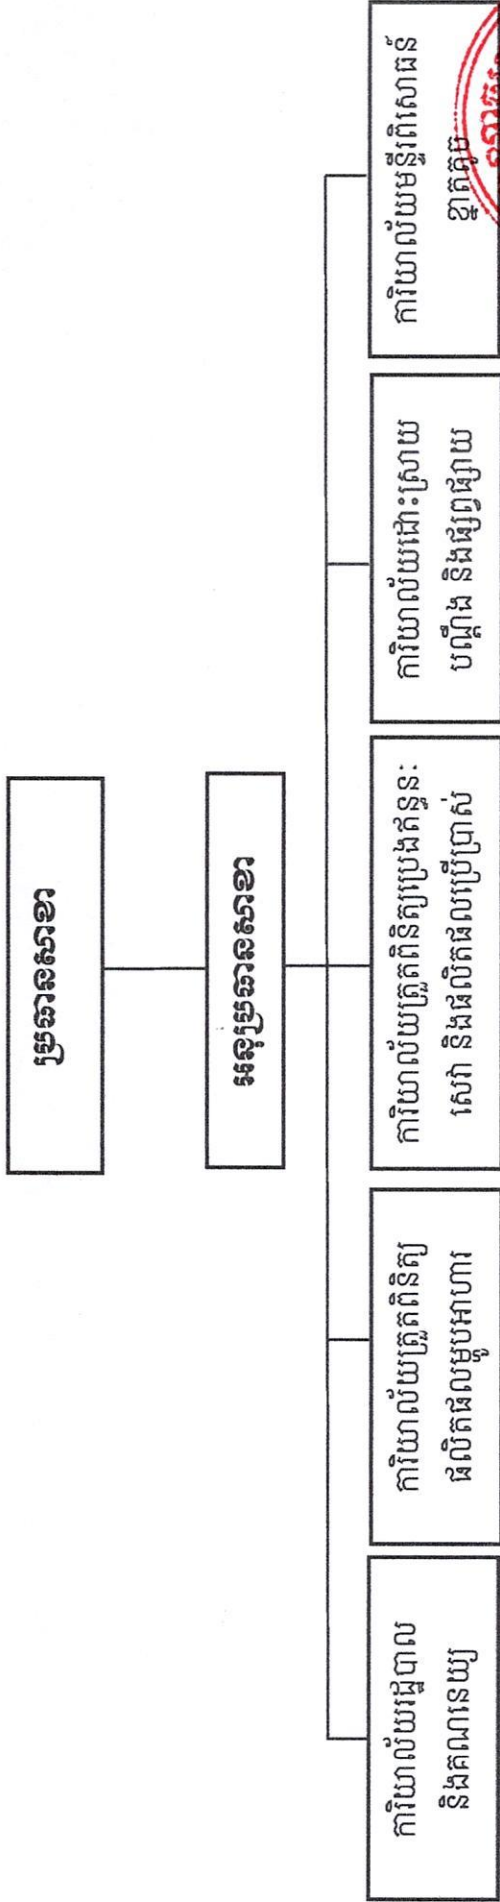 ប្រធានសាខា
អនុប្រធានសាខា
ការិយាល័យរដ្ឋបាល
និងគណនេយ្យ
ការិយាល័យត្រួតពិនិត្យ
ផលិតផលម្ហូបអាហារ
ការិយាល័យត្រួតពិនិត្យប្រេងឥន្ធនៈ
សេវា និងផលិតផលប្រើប្រាស់
ការិយាល័យដោះស្រាយ
បណ្ដឹង និងផ្សព្វផ្សាយ
ការិយាល័យមន្ទីរពិសោធន៍
ខ្នាតតូច